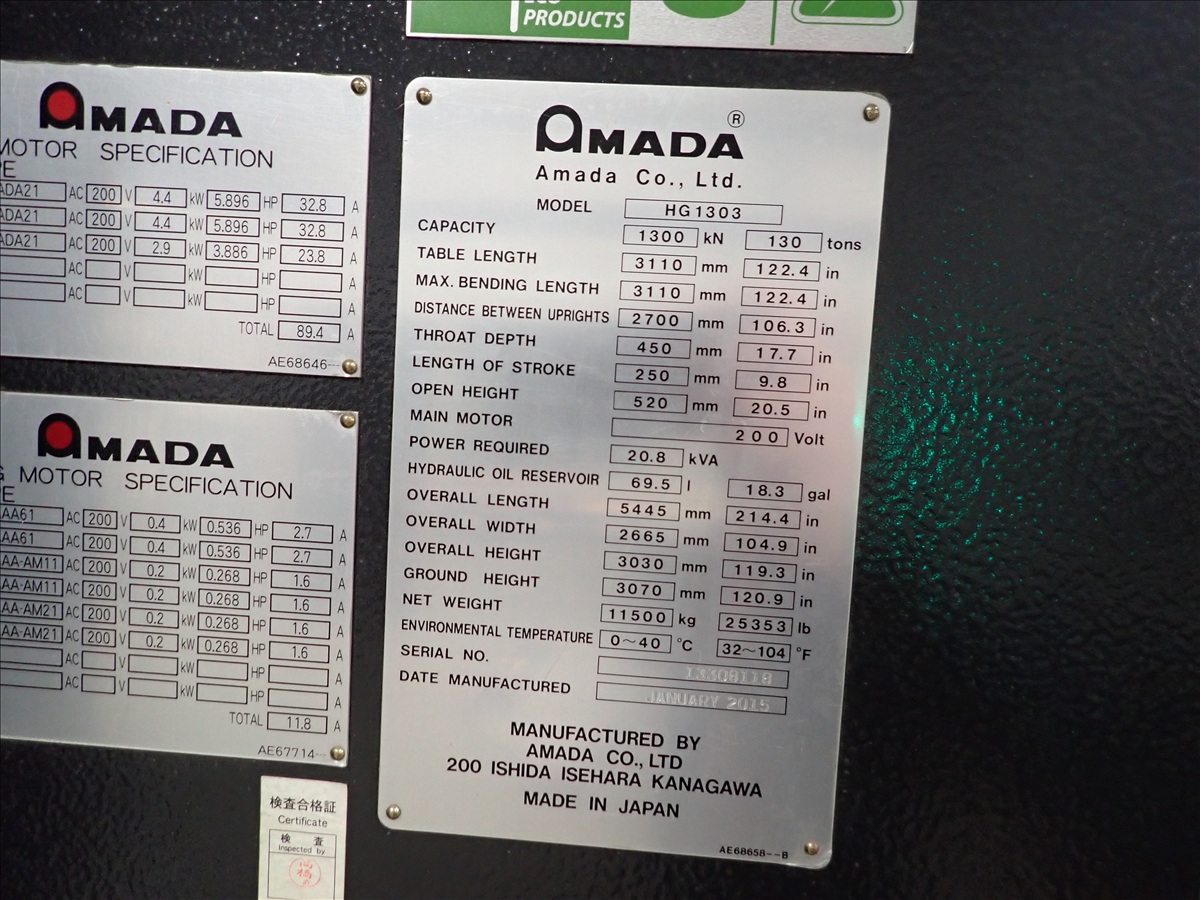 PRODUCTS
AMADA
MOTOR SPECIFICATION
AC 200 V 4.4 kW 5.896 HP 32.8 A
AC 200 V 4.4 kW 5.896 HP 32.8 A
AC 200 V 2.9 kW 3.886 HP 23.8 A
AC V kW HP A
AC V kW HP A
TOTAL 89.4 A
AE68646--
AMADA
MOTOR SPECIFICATION
AC 200 V 0.4 kW 0.536 HP 2.7 A
AC 200 V 0.4 kW 0.536 HP 2.7 A
AC 200 V 0.2 kW 0.268 HP 1.6 A
AC 200 V 0.2 kW 0.268 HP 1.6 A
AC 200 V 0.2 kW 0.268 HP 1.6 A
AC 200 V 0.2 kW 0.268 HP 1.6 A
AC V kW HP A
AC V kW HP A
TOTAL 11.8 A
AE67714--
検査合格証
Certificate
検 査
Inspected by
AMADA®
Amada Co., Ltd.
MODEL HG1303
CAPACITY 1300 kN 130 tons
TABLE LENGTH 3110 mm 122.4 in
MAX. BENDING LENGTH 3110 mm 122.4 in
DISTANCE BETWEEN UPRIGHTS 2700 mm 106.3 in
THROAT DEPTH 450 mm 17.7 in
LENGTH OF STROKE 250 mm 9.8 in
OPEN HEIGHT 520 mm 20.5 in
MAIN MOTOR 200 Volt
POWER REQUIRED 20.8 kVA
HYDRAULIC OIL RESERVOIR 69.5 l 18.3 gal
OVERALL LENGTH 5445 mm 214.4 in
OVERALL WIDTH 2665 mm 104.9 in
OVERALL HEIGHT 3030 mm 119.3 in
GROUND HEIGHT 3070 mm 120.9 in
NET WEIGHT 11500 kg 25353 lb
ENVIRONMENTAL TEMPERATURE 0~40 °C 32~104 °F
SERIAL NO.
DATE MANUFACTURED JANUARY 2015
MANUFACTURED BY
AMADA CO., LTD
200 ISHIDA ISEHARA KANAGAWA
MADE IN JAPAN
AE68658--B